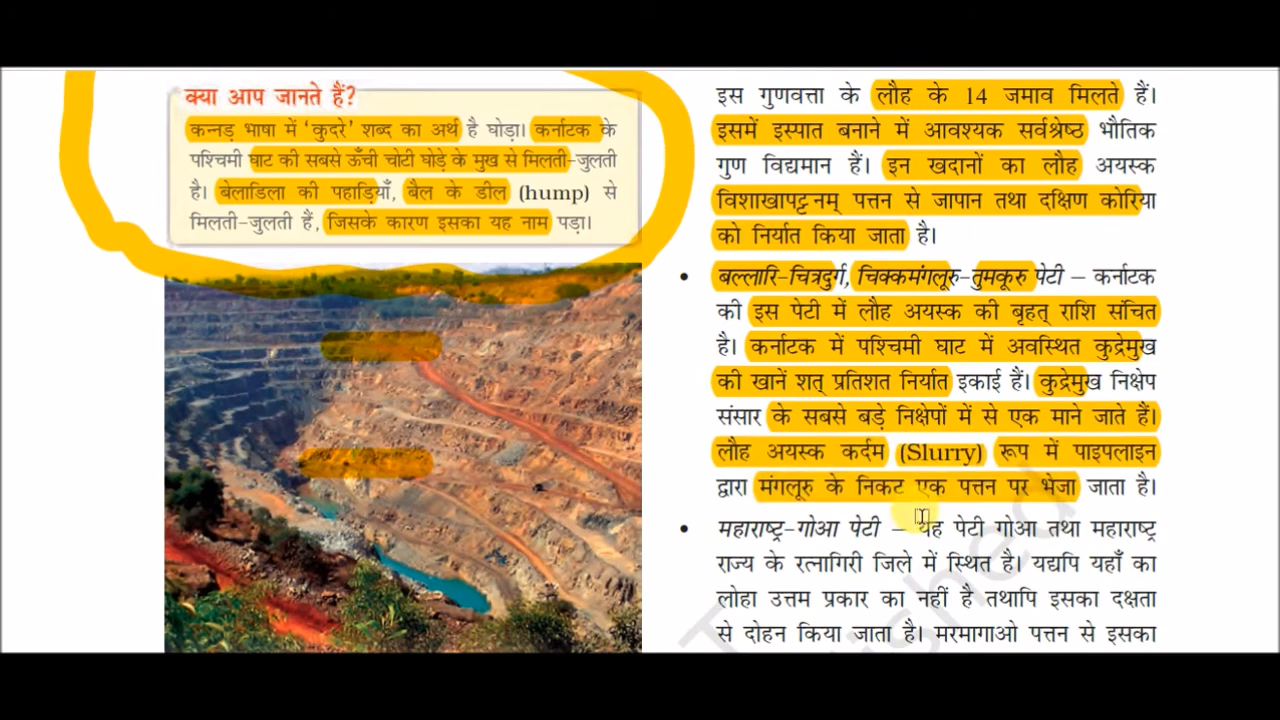 क्या आप जानते हैं?
कन्नड़ भाषा में ‘कुदरे’ शब्द का अर्थ है घोड़ा। कर्नाटक के
पश्चिमी घाट की सबसे ऊँची चोटी घोड़े के मुख से मिलती-जुलती
है। बेलाडिला की पहाड़ियाँ, बैल के डील (hump) से
मिलती-जुलती हैं, जिसके कारण इसका यह नाम पड़ा।
इस गुणवत्ता के लौह के 14 जमाव मिलते हैं।
इसमें इस्पात बनाने में आवश्यक सर्वश्रेष्ठ भौतिक
गुण विद्यमान हैं। इन खदानों का लौह अयस्क
विशाखापट्टनम् पत्तन से जापान तथा दक्षिण कोरिया
को निर्यात किया जाता है।
• बल्लारि-चित्रदुर्ग, चिक्कमंगलूरु-तुमकूरु पेटी – कर्नाटक
की इस पेटी में लौह अयस्क की बृहत् राशि संचित
है। कर्नाटक में पश्चिमी घाट में अवस्थित कुद्रेमुख
की खानें शत् प्रतिशत निर्यात इकाई हैं। कुद्रेमुख निक्षेप
संसार के सबसे बड़े निक्षेपों में से एक माने जाते हैं।
लौह अयस्क कर्दम (Slurry) रूप में पाइपलाइन
द्वारा मंगलूरु के निकट एक पत्तन पर भेजा जाता है।
• महाराष्ट्र-गोआ पेटी – यह पेटी गोआ तथा महाराष्ट्र
राज्य के रत्नागिरी जिले में स्थित है। यद्यपि यहाँ का
लोहा उत्तम प्रकार का नहीं है तथापि इसका दक्षता
से दोहन किया जाता है। मरमागाओ पत्तन से इसका